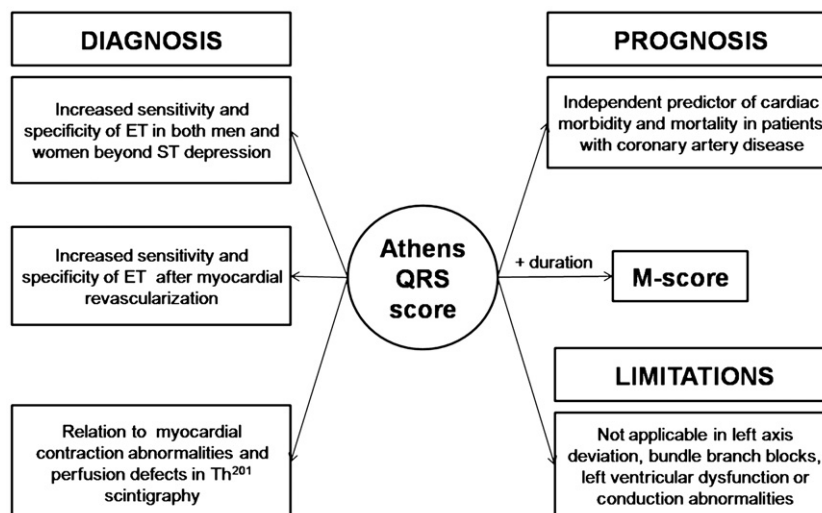 DIAGNOSIS
Increased sensitivity and
specificity of ET in both men and
women beyond ST depression
Increased sensitivity and
specificity of ET after myocardial
revascularization
Relation to myocardial
contraction abnormalities and
perfusion defects in Th²⁰¹
scintigraphy
Athens
QRS
score
PROGNOSIS
Independent predictor of cardiac
morbidity and mortality in patients
with coronary artery disease
+ duration
M-score
LIMITATIONS
Not applicable in left axis
deviation, bundle branch blocks,
left ventricular dysfunction or
conduction abnormalities